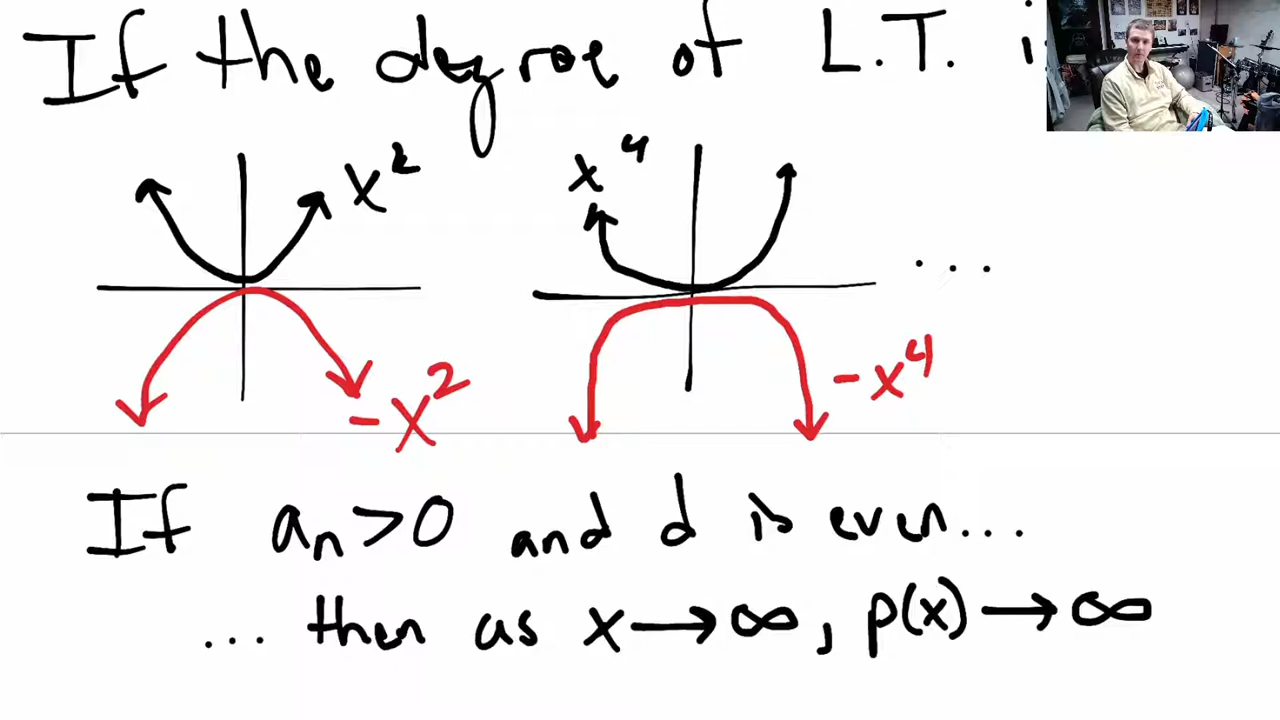 If the degree of L.T. i
x² x⁴
...
-x² -x⁴
If aₙ>0 and d is even...
... then as x→∞, p(x)→∞